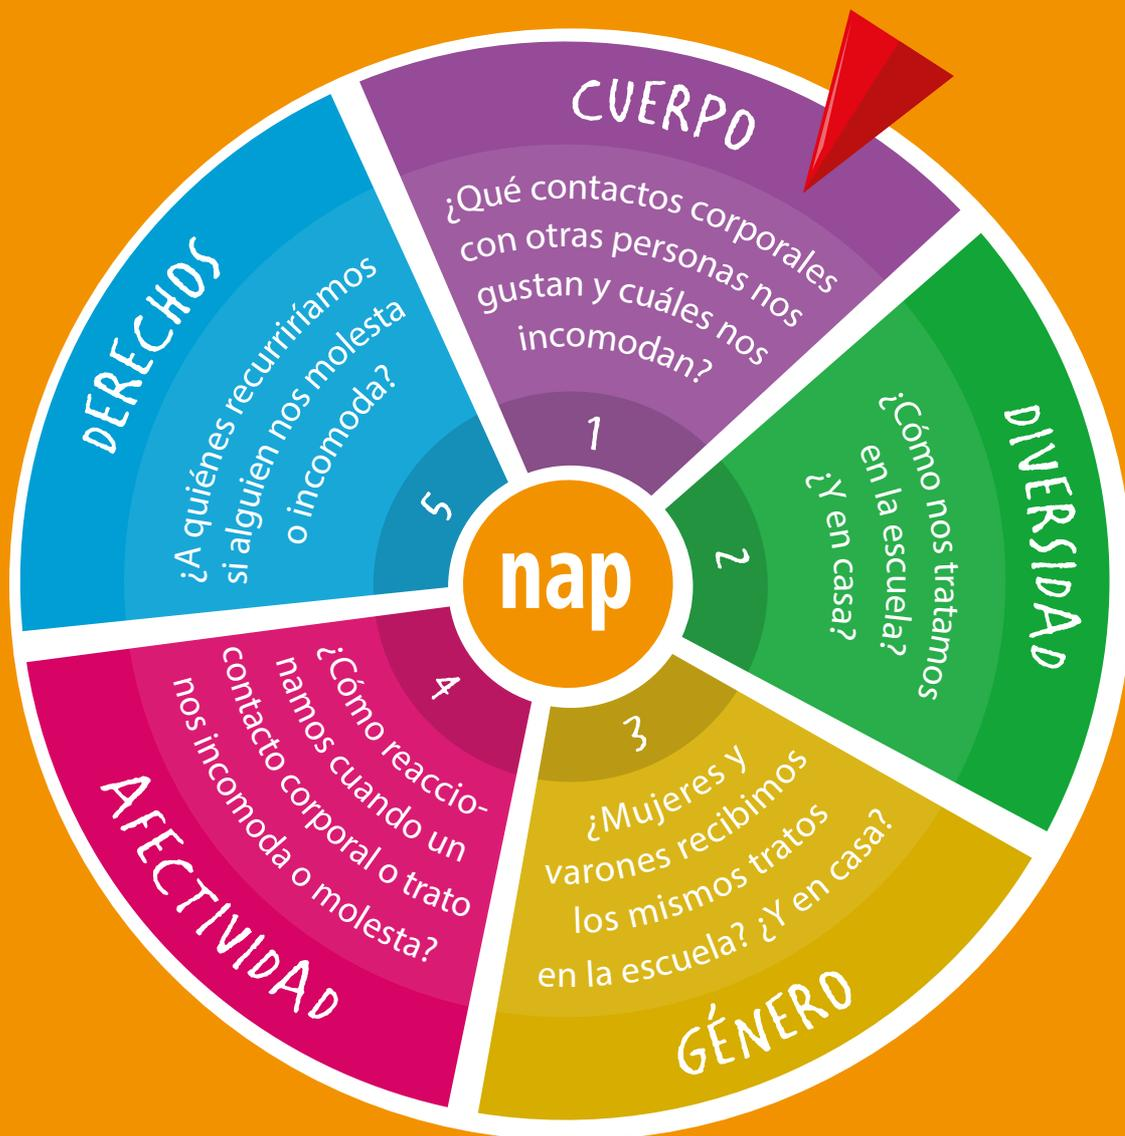 CUERPO
¿Qué contactos corporales
con otras personas nos
gustan y cuáles nos
incomodan?
1
DIVERSIDAD
¿Cómo nos tratamos
en la escuela?
¿Y en casa?
2
GÉNERO
¿Mujeres y
varones recibimos
los mismos tratos
en la escuela? ¿Y en casa?
3
AFECTIVIDAD
¿Cómo reaccio-
namos cuando un
contacto corporal o trato
nos incomoda o molesta?
4
DERECHOS
¿A quiénes recurriríamos
si alguien nos molesta
o incomoda?
5
nap